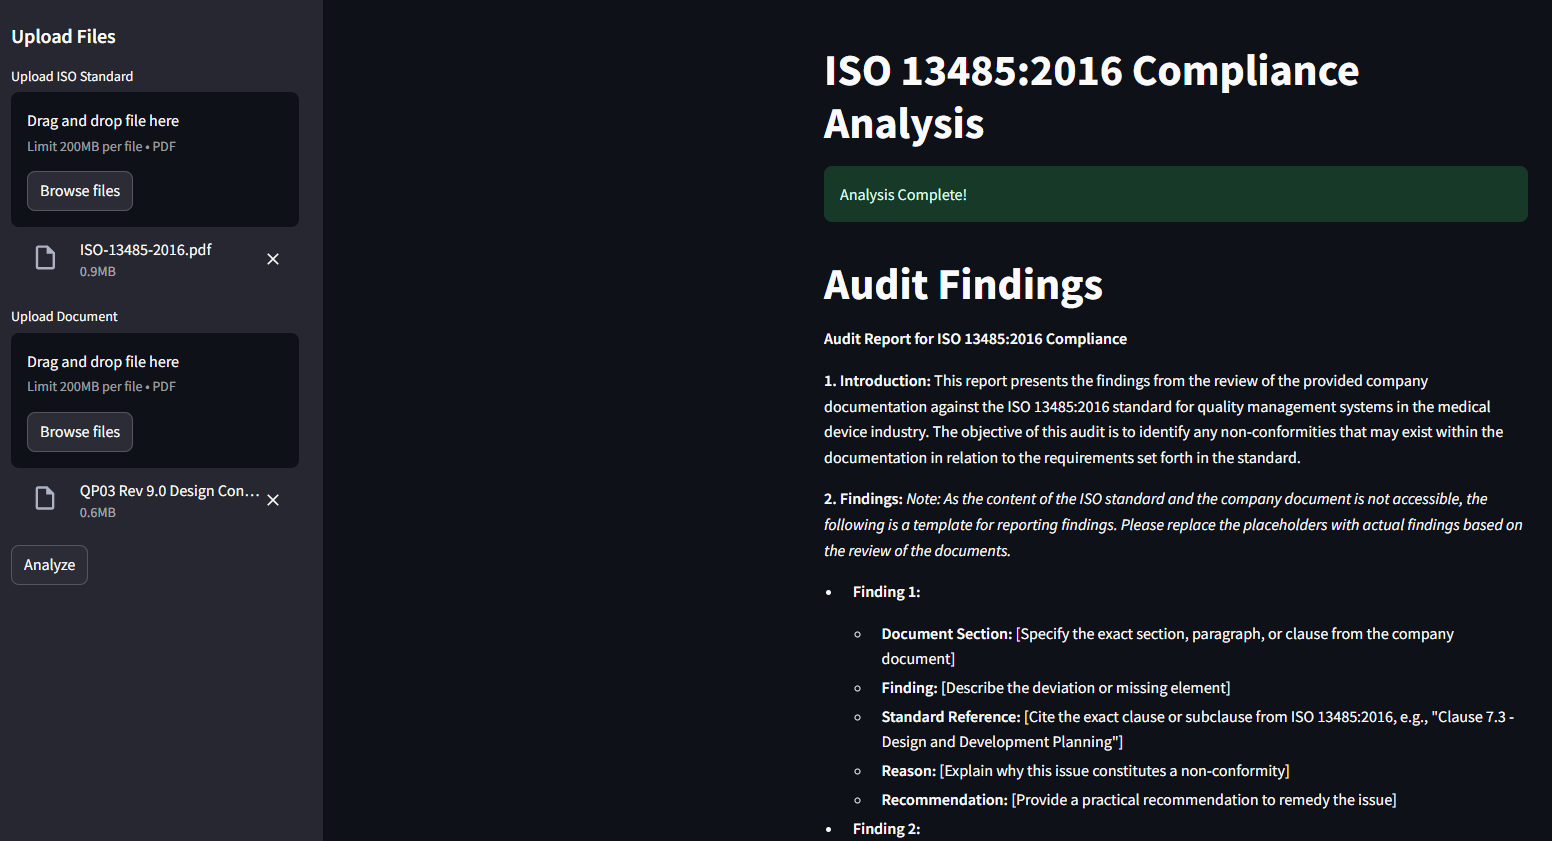 Upload Files
Upload ISO Standard
Drag and drop file here
Limit 200MB per file • PDF
Browse files
ISO-13485-2016.pdf
0.9MB
Upload Document
Drag and drop file here
Limit 200MB per file • PDF
Browse files
QP03 Rev 9.0 Design Con...
0.6MB
Analyze
ISO 13485:2016 Compliance
Analysis
Analysis Complete!
Audit Findings
Audit Report for ISO 13485:2016 Compliance
1. Introduction: This report presents the findings from the review of the provided company
documentation against the ISO 13485:2016 standard for quality management systems in the medical
device industry. The objective of this audit is to identify any non-conformities that may exist within the
documentation in relation to the requirements set forth in the standard.
2. Findings: Note: As the content of the ISO standard and the company document is not accessible, the
following is a template for reporting findings. Please replace the placeholders with actual findings based on
the review of the documents.
• Finding 1:
◦ Document Section: [Specify the exact section, paragraph, or clause from the company
document]
◦ Finding: [Describe the deviation or missing element]
◦ Standard Reference: [Cite the exact clause or subclause from ISO 13485:2016, e.g., "Clause 7.3 -
Design and Development Planning"]
◦ Reason: [Explain why this issue constitutes a non-conformity]
◦ Recommendation: [Provide a practical recommendation to remedy the issue]
• Finding 2: